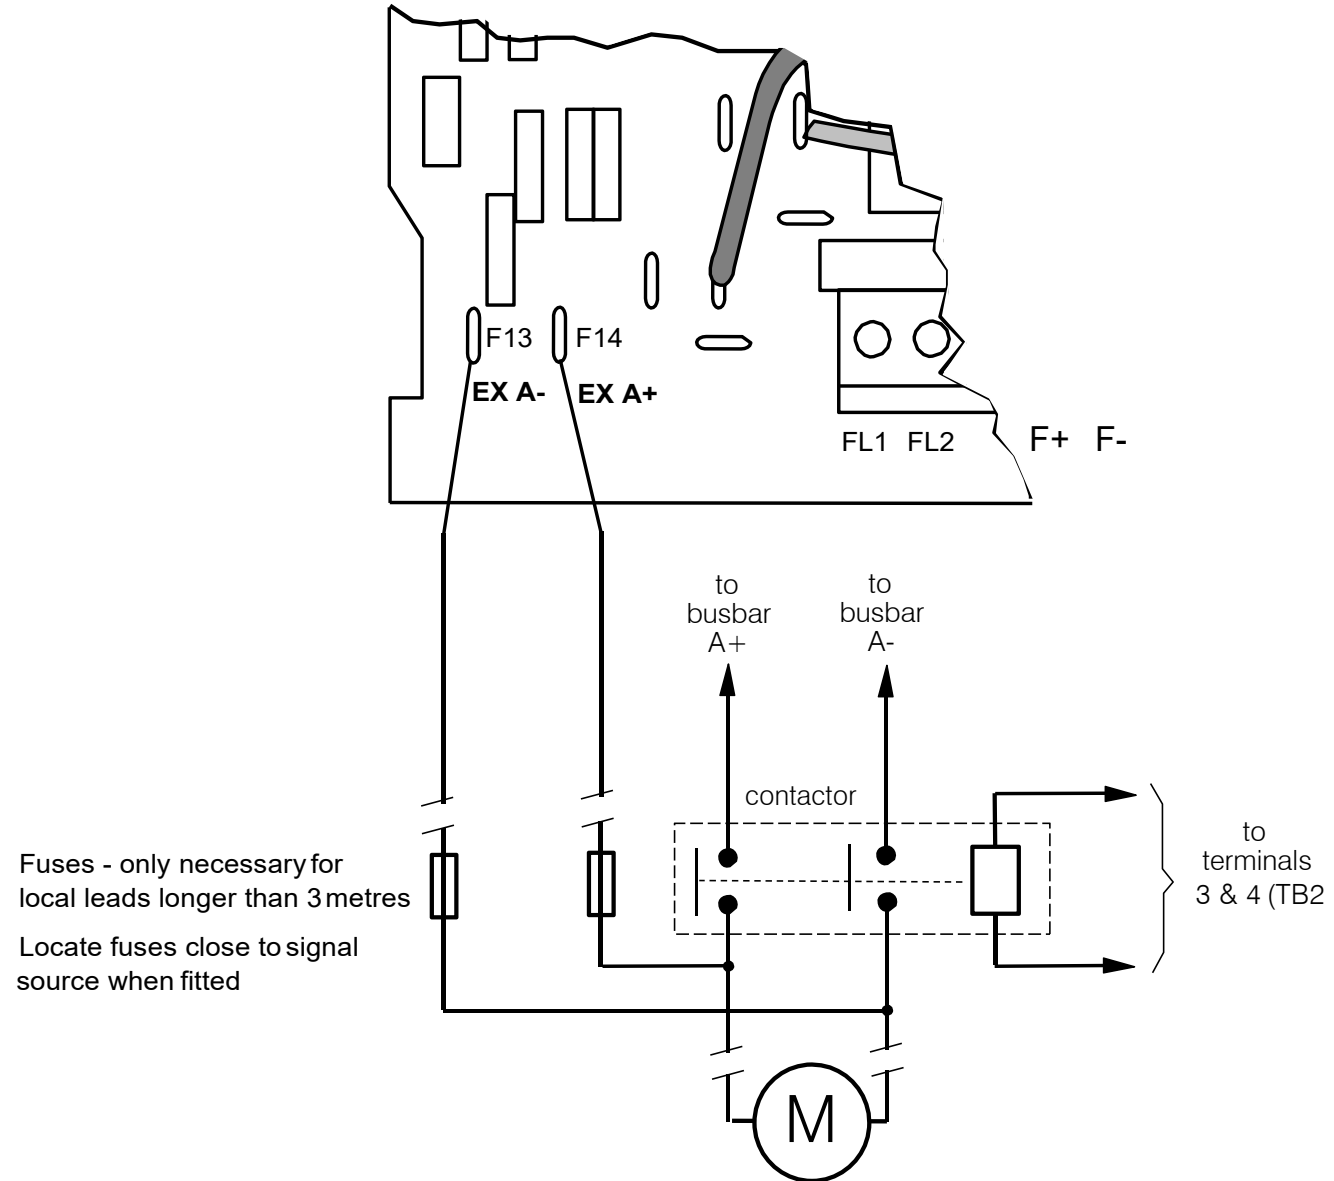 F13 F14
EX A- EX A+
FL1 FL2 F+ F-
to
busbar
A+
to
busbar
A-
contactor
to
terminals
3 & 4 (TB2
Fuses - only necessary for
local leads longer than 3 metres
Locate fuses close to signal
source when fitted
M